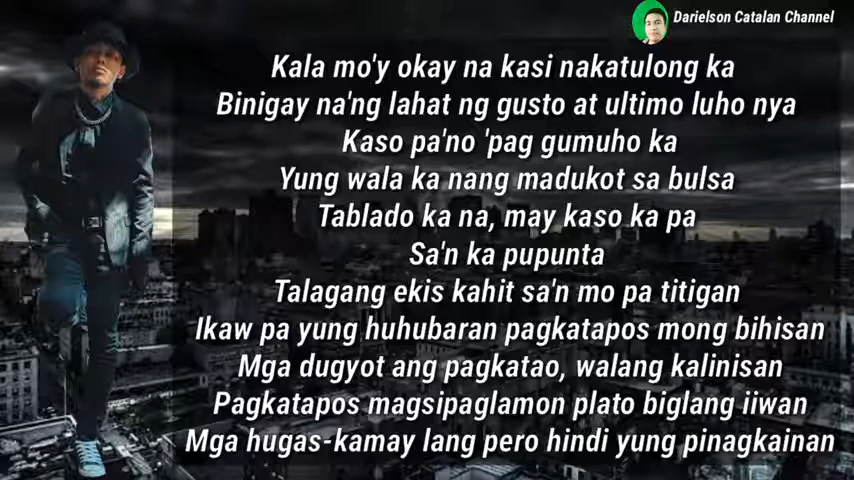 Darielson Catalan Channel
Kala mo'y okay na kasi nakatulong ka
Binigay na'ng lahat ng gusto at ultimo luho nya
Kaso pa'no 'pag gumuho ka
Yung wala ka nang madukot sa bulsa
Tablado ka na, may kaso ka pa
Sa'n ka pupunta
Talagang ekis kahit sa'n mo pa titigan
Ikaw pa yung huhubaran pagkatapos mong bihisan
Mga dugyot ang pagkatao, walang kalinisan
Pagkatapos magsipaglamon plato biglang iiwan
Mga hugas-kamay lang pero hindi yung pinagkainan